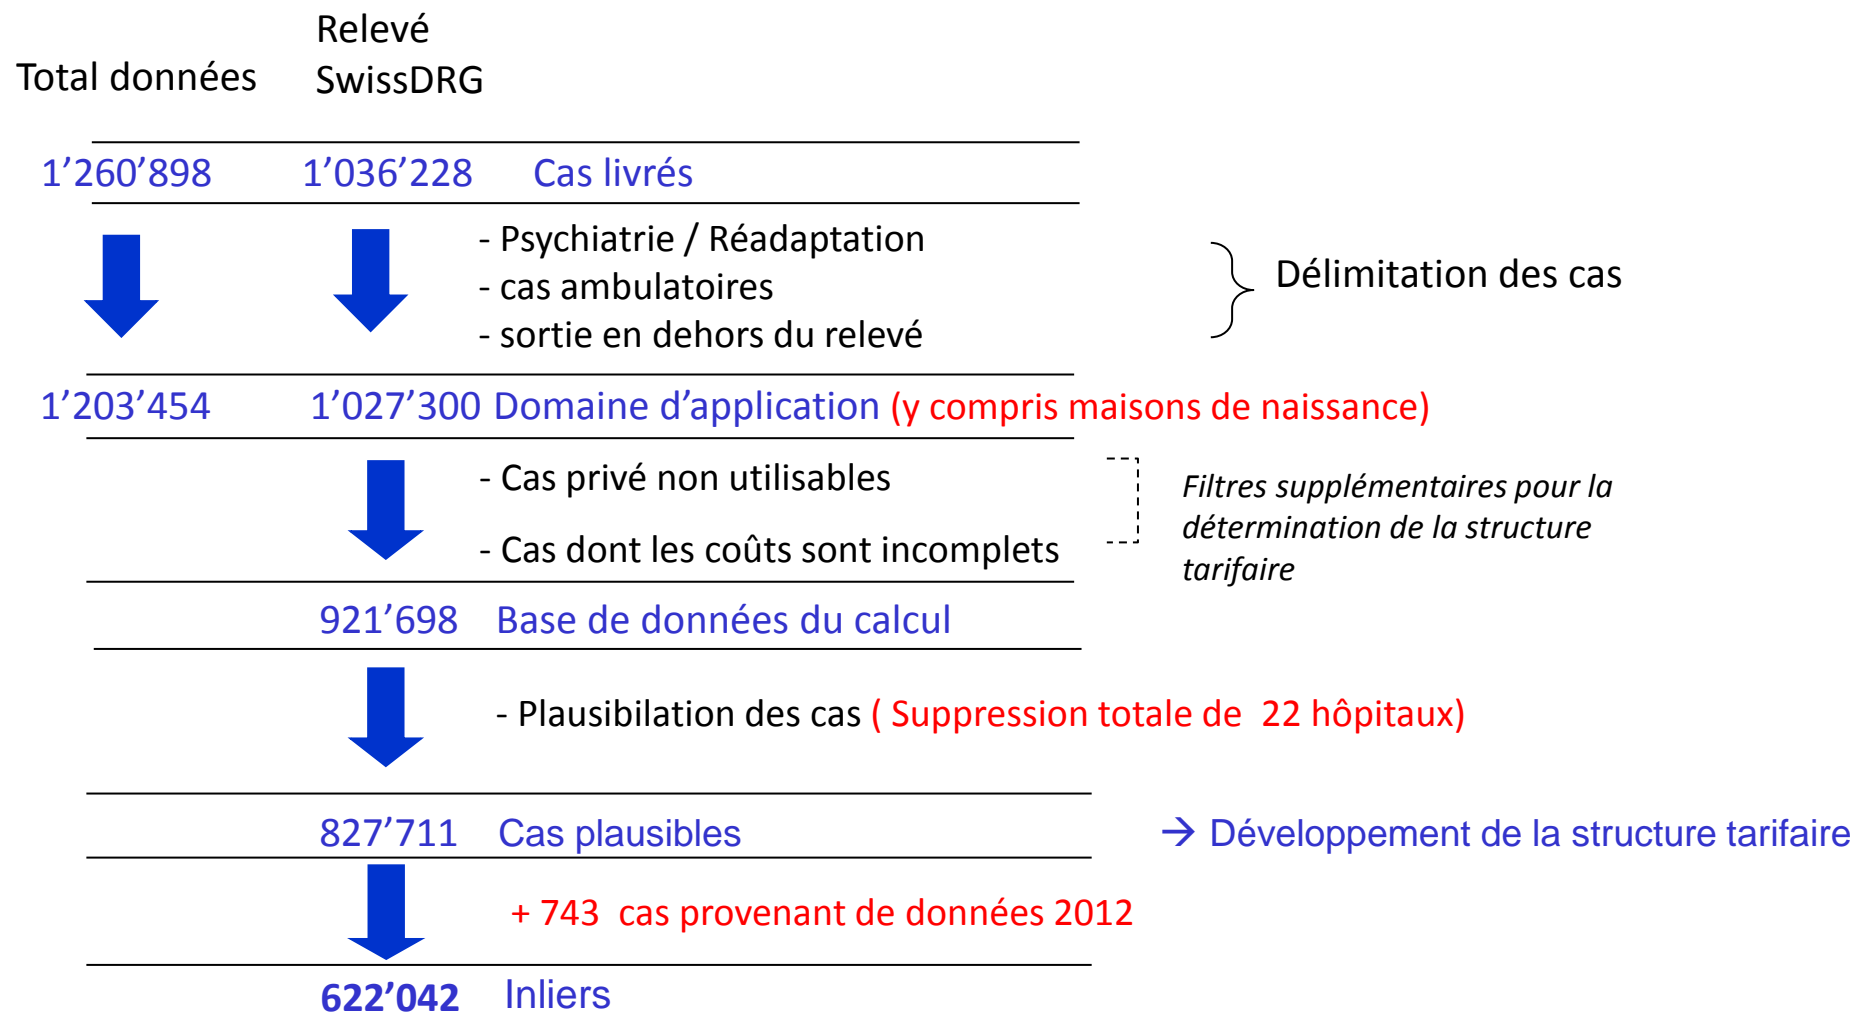 Relevé
Total données SwissDRG
1’260’898 1’036’228 Cas livrés
- Psychiatrie / Réadaptation
- cas ambulatoires
- sortie en dehors du relevé
Délimitation des cas
1’203’454 1’027’300 Domaine d’application (y compris maisons de naissance)
- Cas privé non utilisables
- Cas dont les coûts sont incomplets
Filtres supplémentaires pour la
détermination de la structure
tarifaire
921’698 Base de données du calcul
- Plausibilation des cas ( Suppression totale de 22 hôpitaux)
827’711 Cas plausibles → Développement de la structure tarifaire
+ 743 cas provenant de données 2012
622’042 Inliers